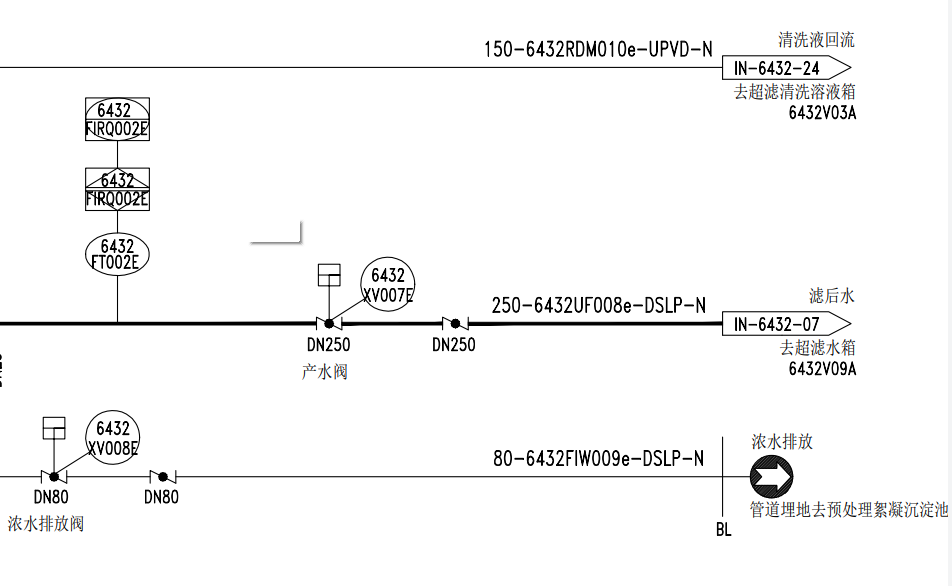 150-6432RDM010e-UPVD-N
清洗液回流
IN-6432-24
去超滤清洗溶液箱
6432V03A
6432
FIRQ002E
6432
FIRQ002E
6432
FT002E
6432
XV007E
250-6432UF008e-DSLP-N
滤后水
IN-6432-07
DN250
DN250
去超滤水箱
产水阀
6432V09A
6432
XV008E
80-6432FIW009e-DSLP-N
浓水排放
DN80
DN80
管道埋地去预处理絮凝沉淀池
浓水排放阀
BL